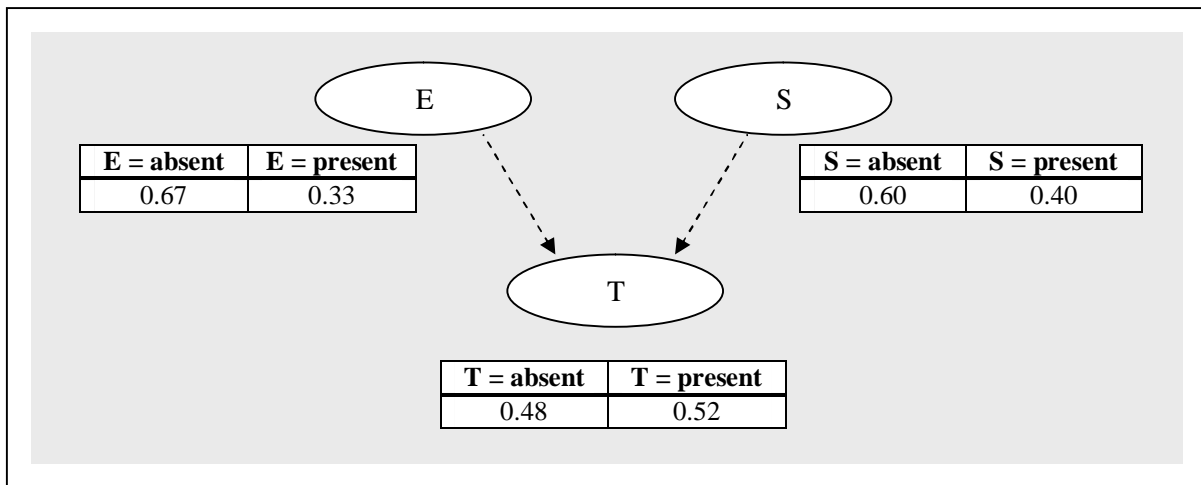 E
S
E = absent E = present
0.67 0.33
S = absent S = present
0.60 0.40
T
T = absent T = present
0.48 0.52